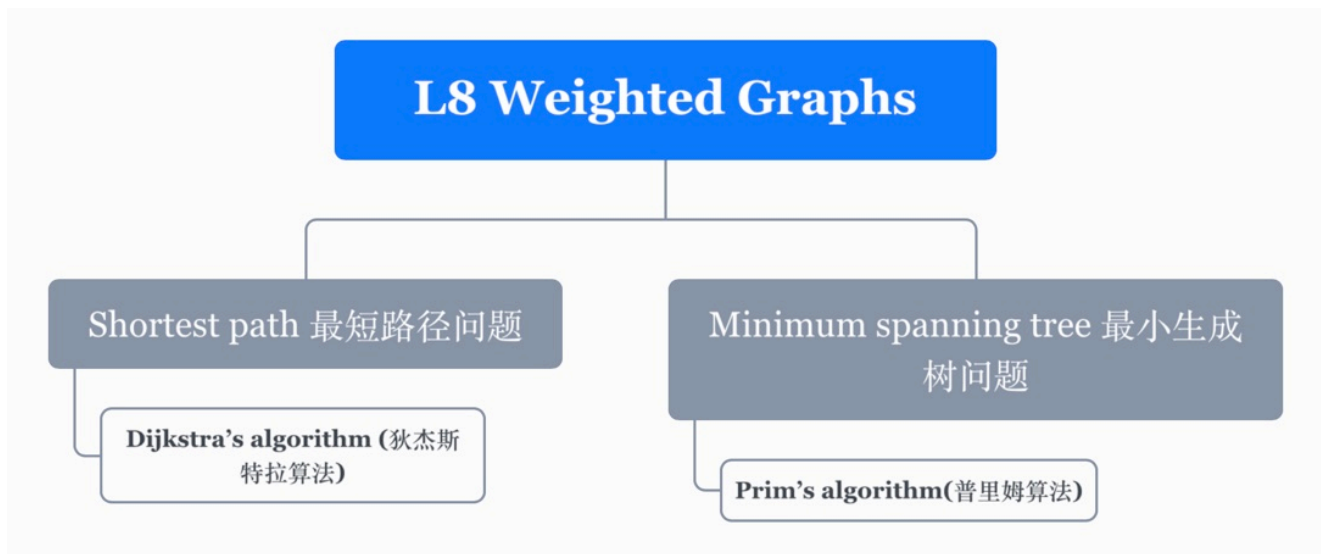 L8 Weighted Graphs
Shortest path 最短路径问题
Minimum spanning tree 最小生成
树问题
Dijkstra’s algorithm (狄杰斯
特拉算法)
Prim’s algorithm(普里姆算法)